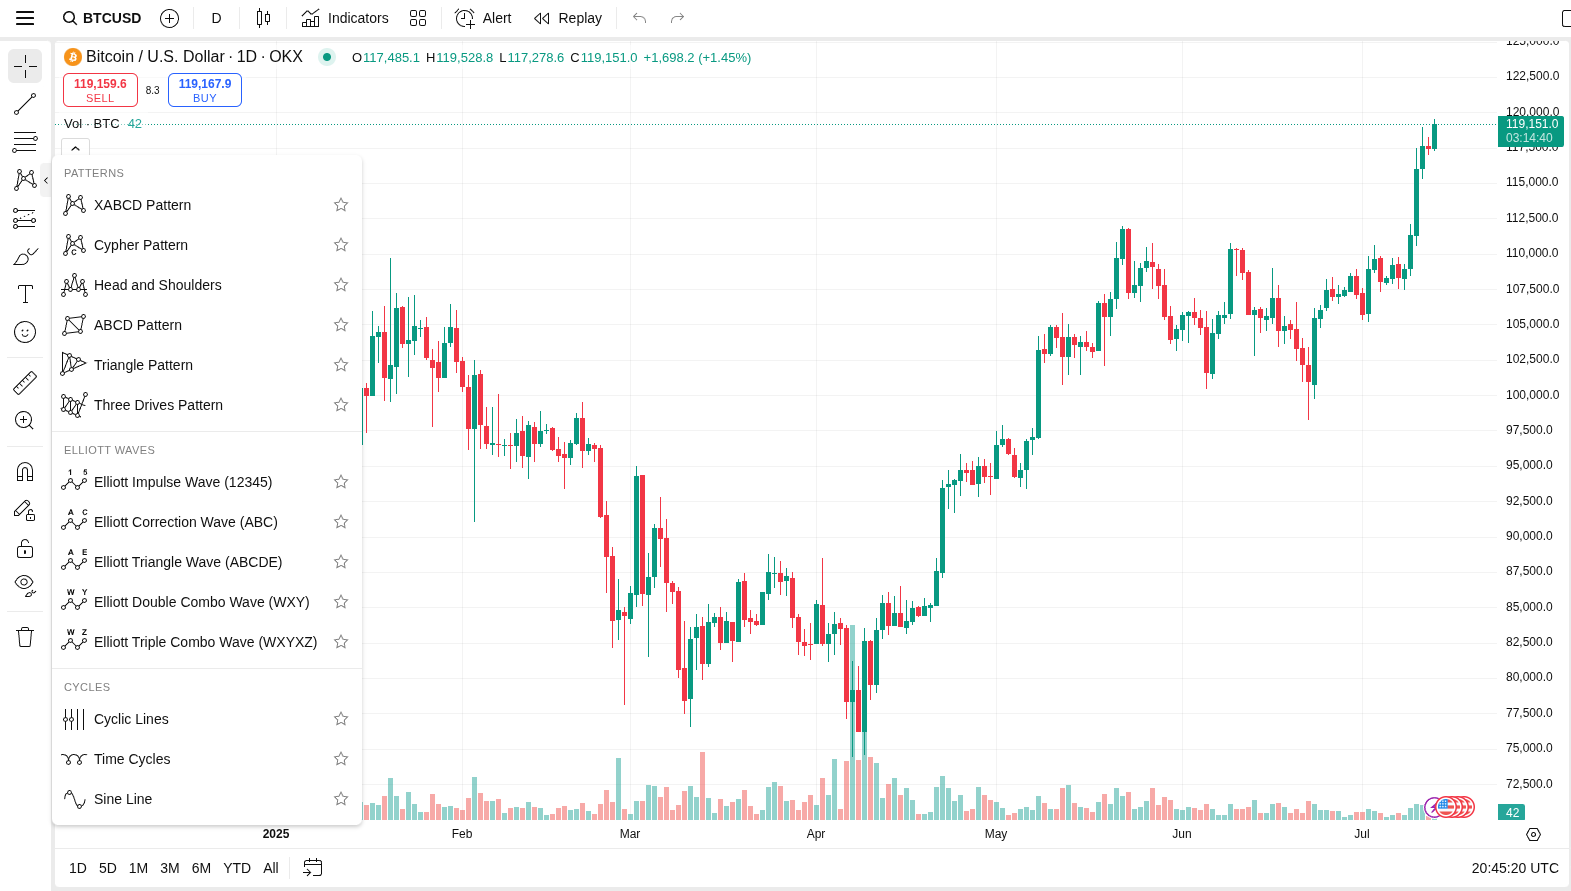 BTCUSD
D
Indicators
Alert
Replay
Bitcoin / U.S. Dollar · 1D · OKX
O117,485.1 H119,528.8 L117,278.6 C119,151.0 +1,698.2 (+1.45%)
119,159.6
SELL
8.3
119,167.9
BUY
Vol · BTC 42
PATTERNS
XABCD Pattern
Cypher Pattern
Head and Shoulders
ABCD Pattern
Triangle Pattern
Three Drives Pattern
ELLIOTT WAVES
Elliott Impulse Wave (12345)
Elliott Correction Wave (ABC)
Elliott Triangle Wave (ABCDE)
Elliott Double Combo Wave (WXY)
Elliott Triple Combo Wave (WXYXZ)
CYCLES
Cyclic Lines
Time Cycles
Sine Line
125,000.0
122,500.0
120,000.0
119,151.0
03:14:40
117,500.0
115,000.0
112,500.0
110,000.0
107,500.0
105,000.0
102,500.0
100,000.0
97,500.0
95,000.0
92,500.0
90,000.0
87,500.0
85,000.0
82,500.0
80,000.0
77,500.0
75,000.0
72,500.0
42
2025 Feb Mar Apr May Jun Jul
1D 5D 1M 3M 6M YTD All
20:45:20 UTC